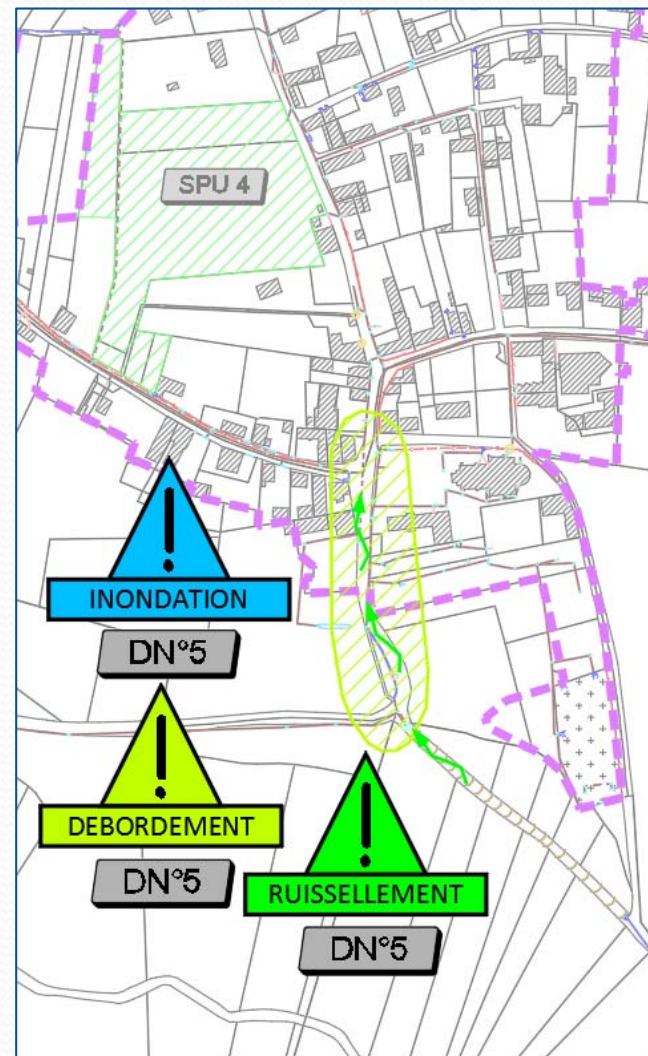 SPU 4
!
INONDATION
DN°5
!
DEBORDEMENT
DN°5
!
RUISSELLEMENT
DN°5